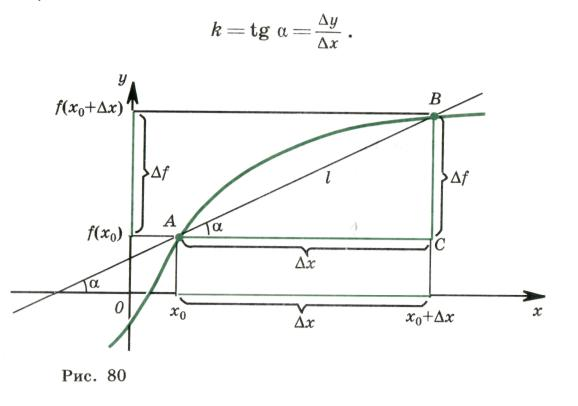 k = tg α = Δy/Δx .
y
f(x₀+Δx)
B
Δf
l
Δf
f(x₀)
A
α
C
Δx
α
0
x₀
Δx
x₀+Δx
x
Рис. 80